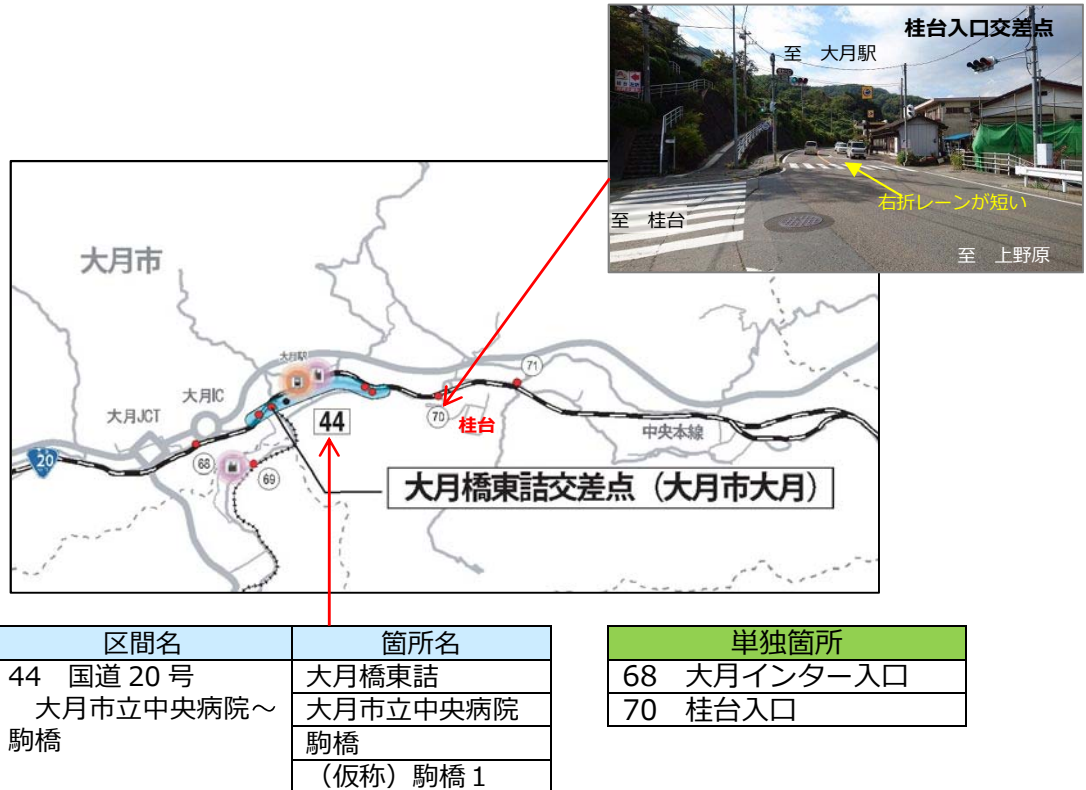 桂台入口交差点
至　大月駅
右折レーンが短い
至　桂台
至　上野原
大月市
大月駅
大月IC
大月JCT
20
44
68
69
70
71
桂台
中央本線
大月橋東詰交差点（大月市大月）
区間名
箇所名
44　国道 20 号
大月市立中央病院～
駒橋
大月橋東詰
大月市立中央病院
駒橋
（仮称）駒橋 1
単独箇所
68　大月インター入口
70　桂台入口